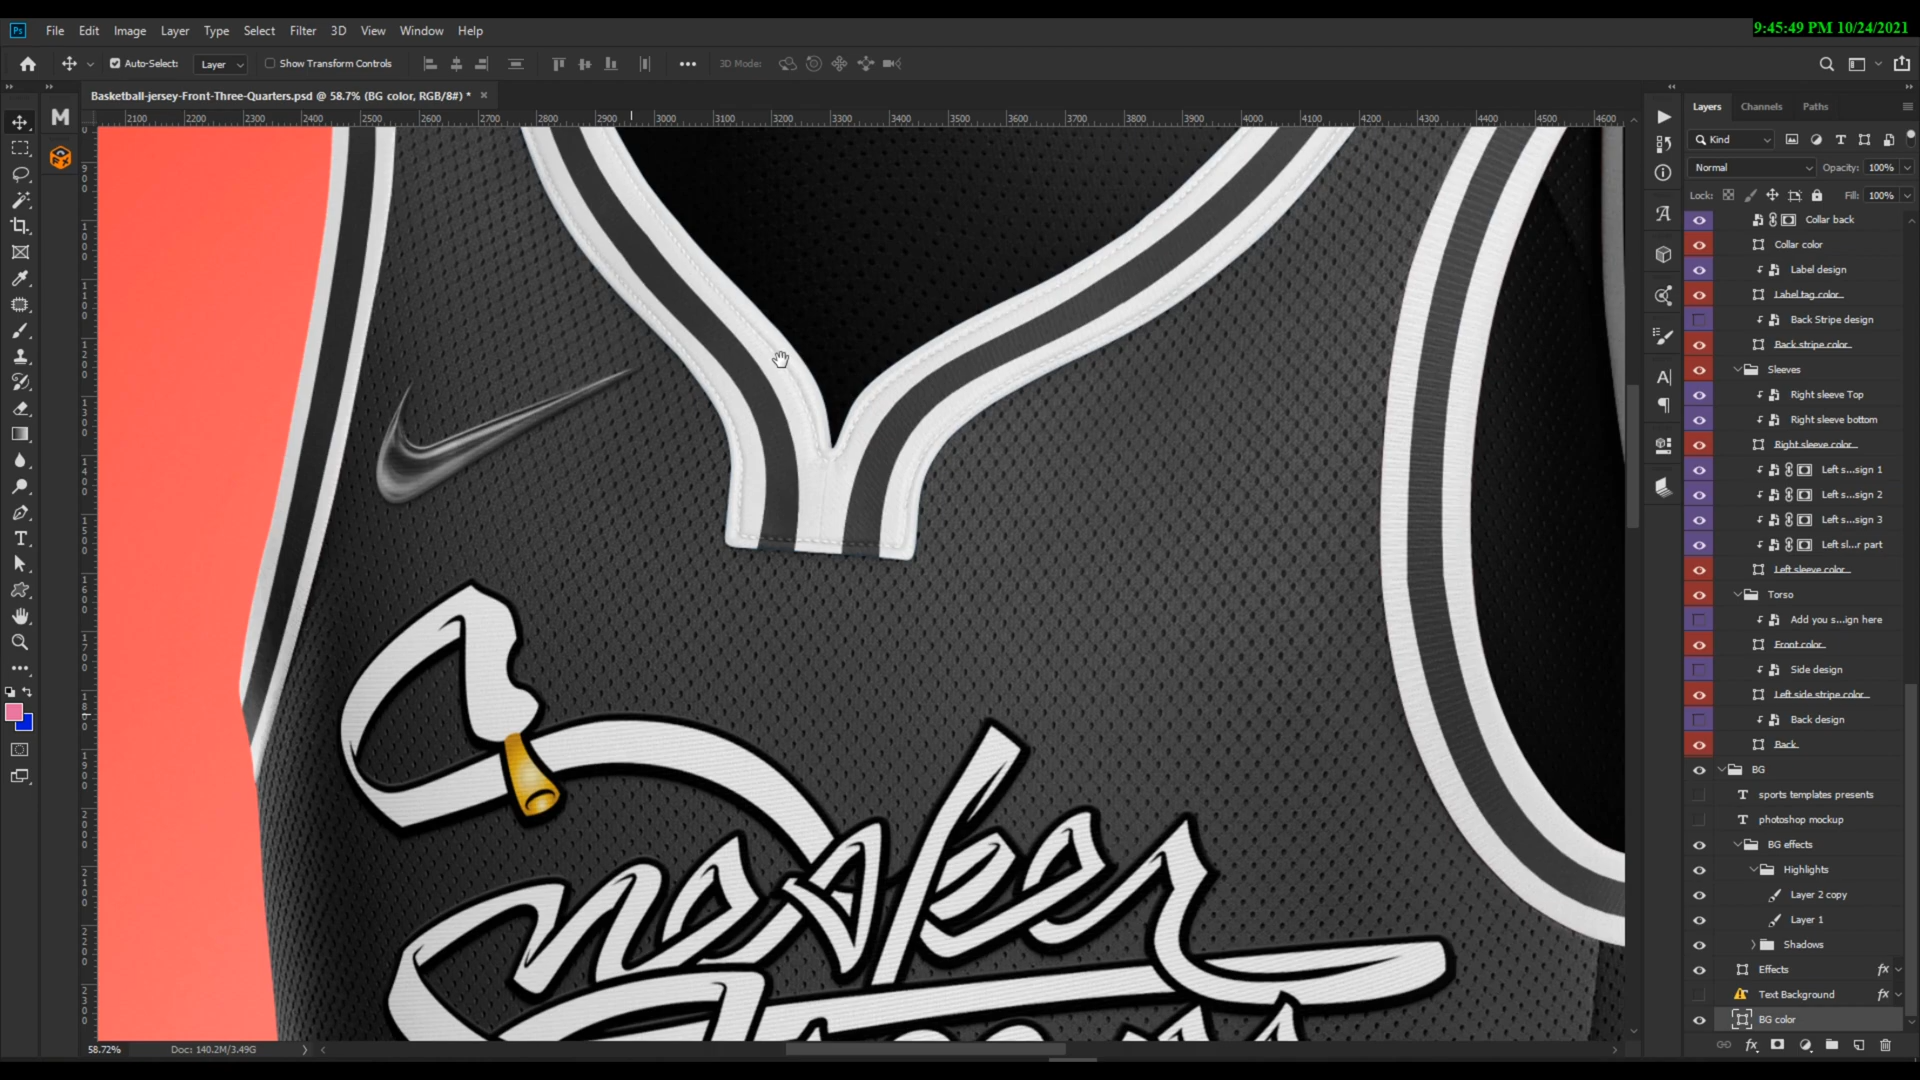 9:45:49 PM 10/24/2021
Ps File Edit Image Layer Type Select Filter 3D View Window Help
Auto-Select: Layer Show Transform Controls 3D Mode:
Basketball-jersey-Front-Three-Quarters.psd @ 58.7% (BG color, RGB/8#) * ×
2100 2200 2300 2400 2500 2600 2700 2800 2900 3000 3100 3200 3300 3400 3500 3600 3700 3800 3900 4000 4100 4200 4300 4400 4500 4600
M
Layers Channels Paths
Kind
Normal Opacity: 100%
Lock: Fill: 100%
Collar back
Collar color
Label design
Label tag color
Back Stripe design
Back stripe color
Sleeves
Right sleeve Top
Right sleeve bottom
Right sleeve color
Left s...sign 1
Left s...sign 2
Left s...sign 3
Left sl...r part
Left sleeve color
Torso
Add you s...ign here
Front color
Side design
Left side stripe color
Back design
Back
BG
sports templates presents
photoshop mockup
BG effects
Highlights
Layer 2 copy
Layer 1
Shadows
Effects fx
Text Background fx
BG color
Sneaker
58.72% Doc: 140.2M/3.49G